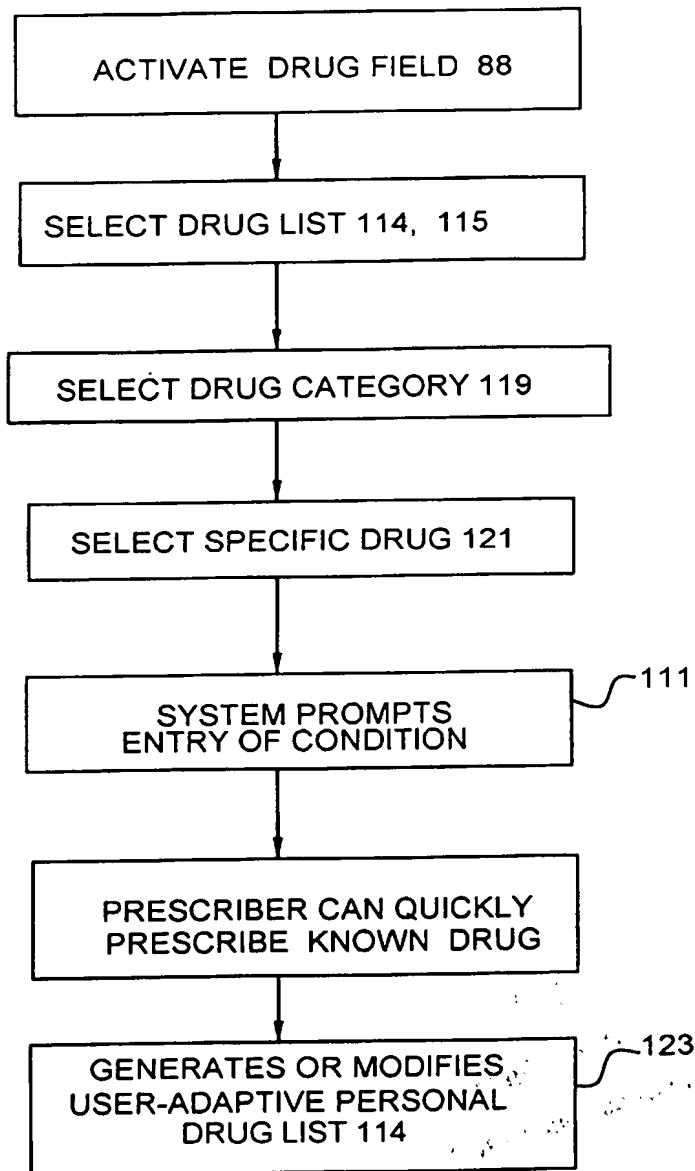 ACTIVATE DRUG FIELD 88
SELECT DRUG LIST 114, 115
SELECT DRUG CATEGORY 119
SELECT SPECIFIC DRUG 121
SYSTEM PROMPTS
ENTRY OF CONDITION
111
PRESCRIBER CAN QUICKLY
PRESCRIBE KNOWN DRUG
GENERATES OR MODIFIES
USER-ADAPTIVE PERSONAL
DRUG LIST 114
123